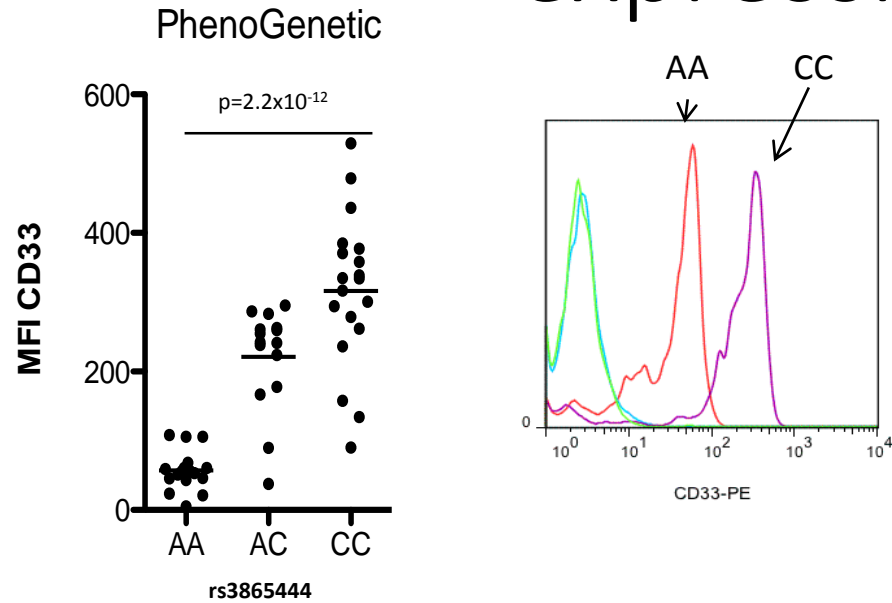 PhenoGenetic
600
p=2.2x10-12
400
MFI CD33
200
0
AA
AC
CC
rs3865444
AA
CC
0
10^0
10^1
10^2
10^3
10^4
CD33-PE